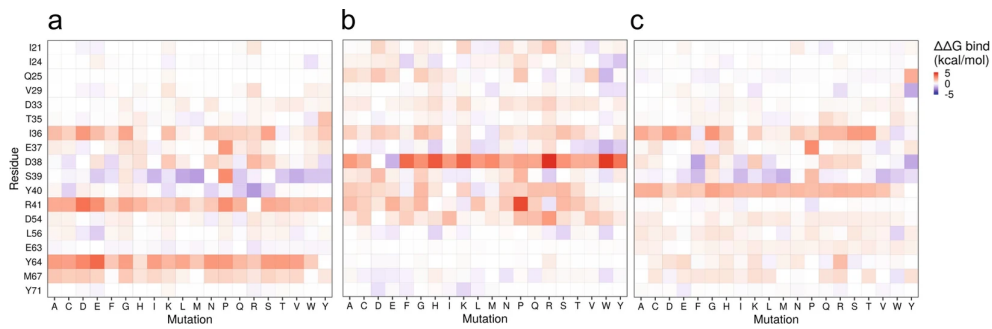 a b c
ΔΔG bind
(kcal/mol)
5
0
-5
Residue
I21
I24
Q25
V29
D33
T35
I36
E37
D38
S39
Y40
R41
D54
L56
E63
Y64
M67
Y71
A C D E F G H I K L M N P Q R S T V W Y
A C D E F G H I K L M N P Q R S T V W Y
A C D E F G H I K L M N P Q R S T V W Y
Mutation Mutation Mutation